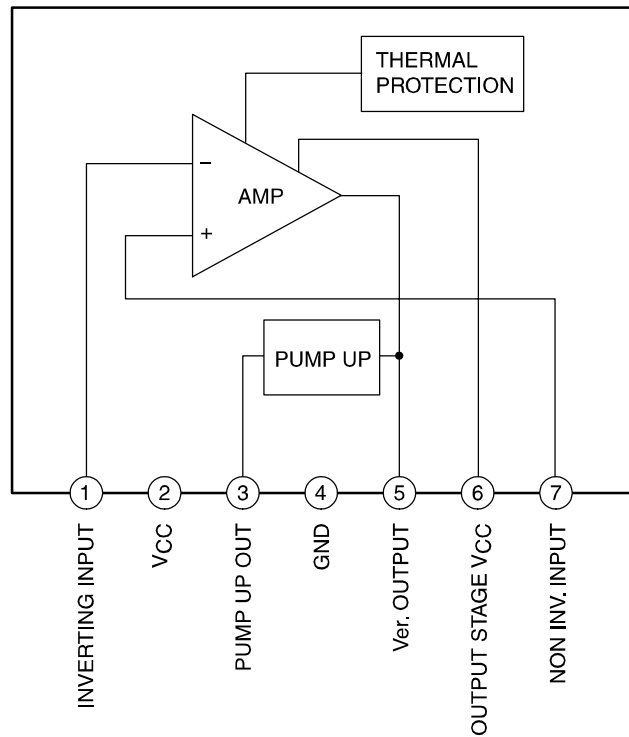 THERMAL
PROTECTION
−
AMP
+
PUMP UP
1
2
3
4
5
6
7
INVERTING INPUT
VCC
PUMP UP OUT
GND
Ver. OUTPUT
OUTPUT STAGE VCC
NON INV. INPUT